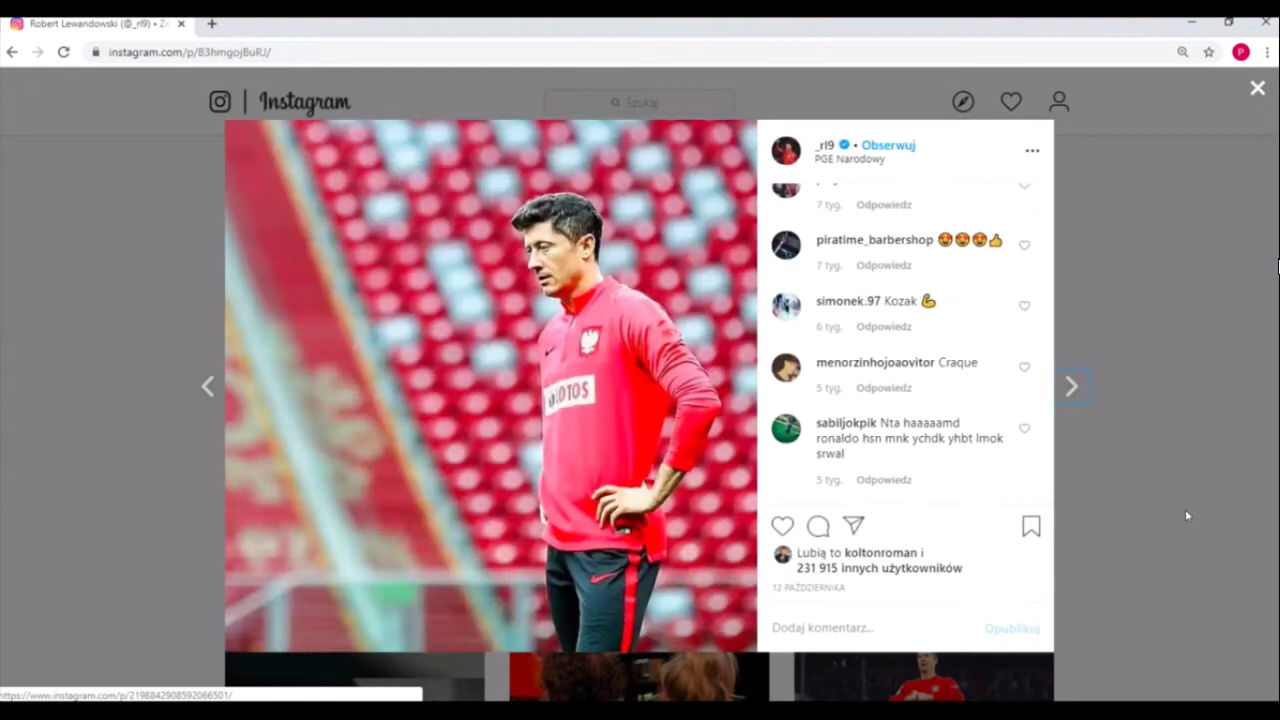 Robert Lewandowski (@_rl9) • Z
instagram.com/p/B3hmgojBuRJ/
P
Instagram
Szukaj
_rl9 • Obserwuj
PGE Narodowy
7 tyg. Odpowiedz
piratime_barbershop 😍😍😍👍
7 tyg. Odpowiedz
simonek.97 Kozak 💪
6 tyg. Odpowiedz
menorzinhojoaovitor Craque
5 tyg. Odpowiedz
sabiljokpik Nta haaaaamd
ronaldo hsn mnk ychdk yhbt lmok
srwal
5 tyg. Odpowiedz
LOTOS
Lubią to koltonroman i
231 915 innych użytkowników
12 PAŹDZIERNIKA
Dodaj komentarz...
Opublikuj
https://www.instagram.com/p/2198842908592066501/